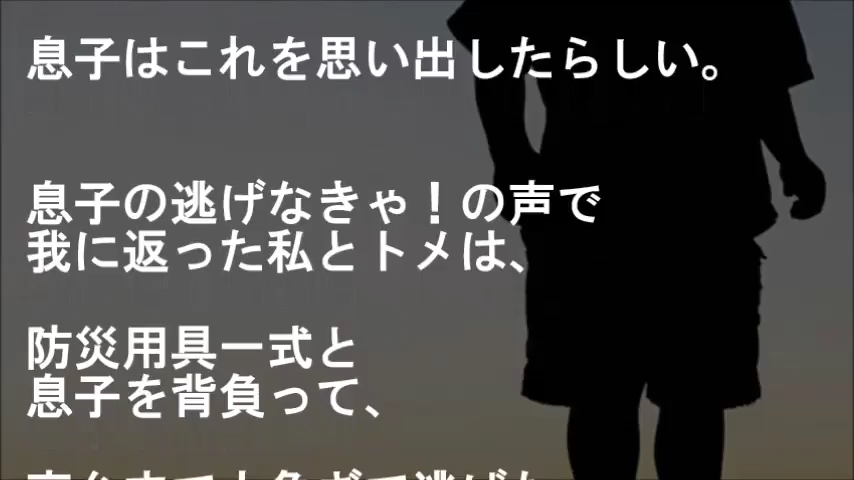 息子はこれを思い出したらしい。
息子の逃げなきゃ！の声で
我に返った私とトメは、
防災用具一式と
息子を背負って、